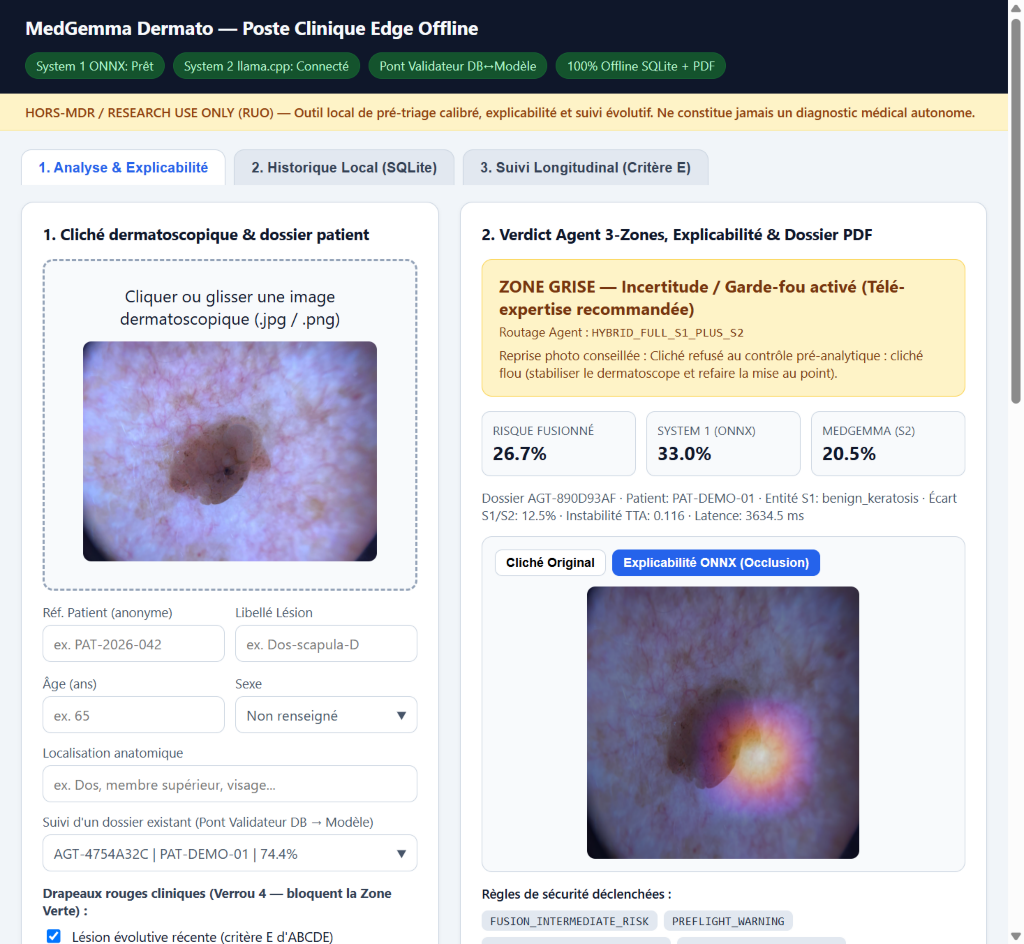 MedGemma Dermato — Poste Clinique Edge Offline
System 1 ONNX: Prêt
System 2 llama.cpp: Connecté
Pont Validateur DB↔Modèle
100% Offline SQLite + PDF
HORS-MDR / RESEARCH USE ONLY (RUO) — Outil local de pré-triage calibré, explicabilité et suivi évolutif. Ne constitue jamais un diagnostic médical autonome.
1. Analyse & Explicabilité
2. Historique Local (SQLite)
3. Suivi Longitudinal (Critère E)
1. Cliché dermatoscopique & dossier patient
Cliquer ou glisser une image
dermatoscopique (.jpg / .png)
Réf. Patient (anonyme)
Libellé Lésion
ex. PAT-2026-042
ex. Dos-scapula-D
Âge (ans)
Sexe
ex. 65
Non renseigné
Localisation anatomique
ex. Dos, membre supérieur, visage...
Suivi d'un dossier existant (Pont Validateur DB → Modèle)
AGT-4754A32C | PAT-DEMO-01 | 74.4%
Drapeaux rouges cliniques (Verrou 4 — bloquent la Zone
Verte) :
Lésion évolutive récente (critère E d'ABCDE)
2. Verdict Agent 3-Zones, Explicabilité & Dossier PDF
ZONE GRISE — Incertitude / Garde-fou activé (Télé-
expertise recommandée)
Routage Agent : HYBRID_FULL_S1_PLUS_S2
Reprise photo conseillée : Cliché refusé au contrôle pré-analytique : cliché
flou (stabiliser le dermatoscope et refaire la mise au point).
RISQUE FUSIONNÉ
26.7%
SYSTEM 1 (ONNX)
33.0%
MEDGEMMA (S2)
20.5%
Dossier AGT-890D93AF · Patient: PAT-DEMO-01 · Entité S1: benign_keratosis · Écart
S1/S2: 12.5% · Instabilité TTA: 0.116 · Latence: 3634.5 ms
Cliché Original
Explicabilité ONNX (Occlusion)
Règles de sécurité déclenchées :
FUSION_INTERMEDIATE_RISK
PREFLIGHT_WARNING